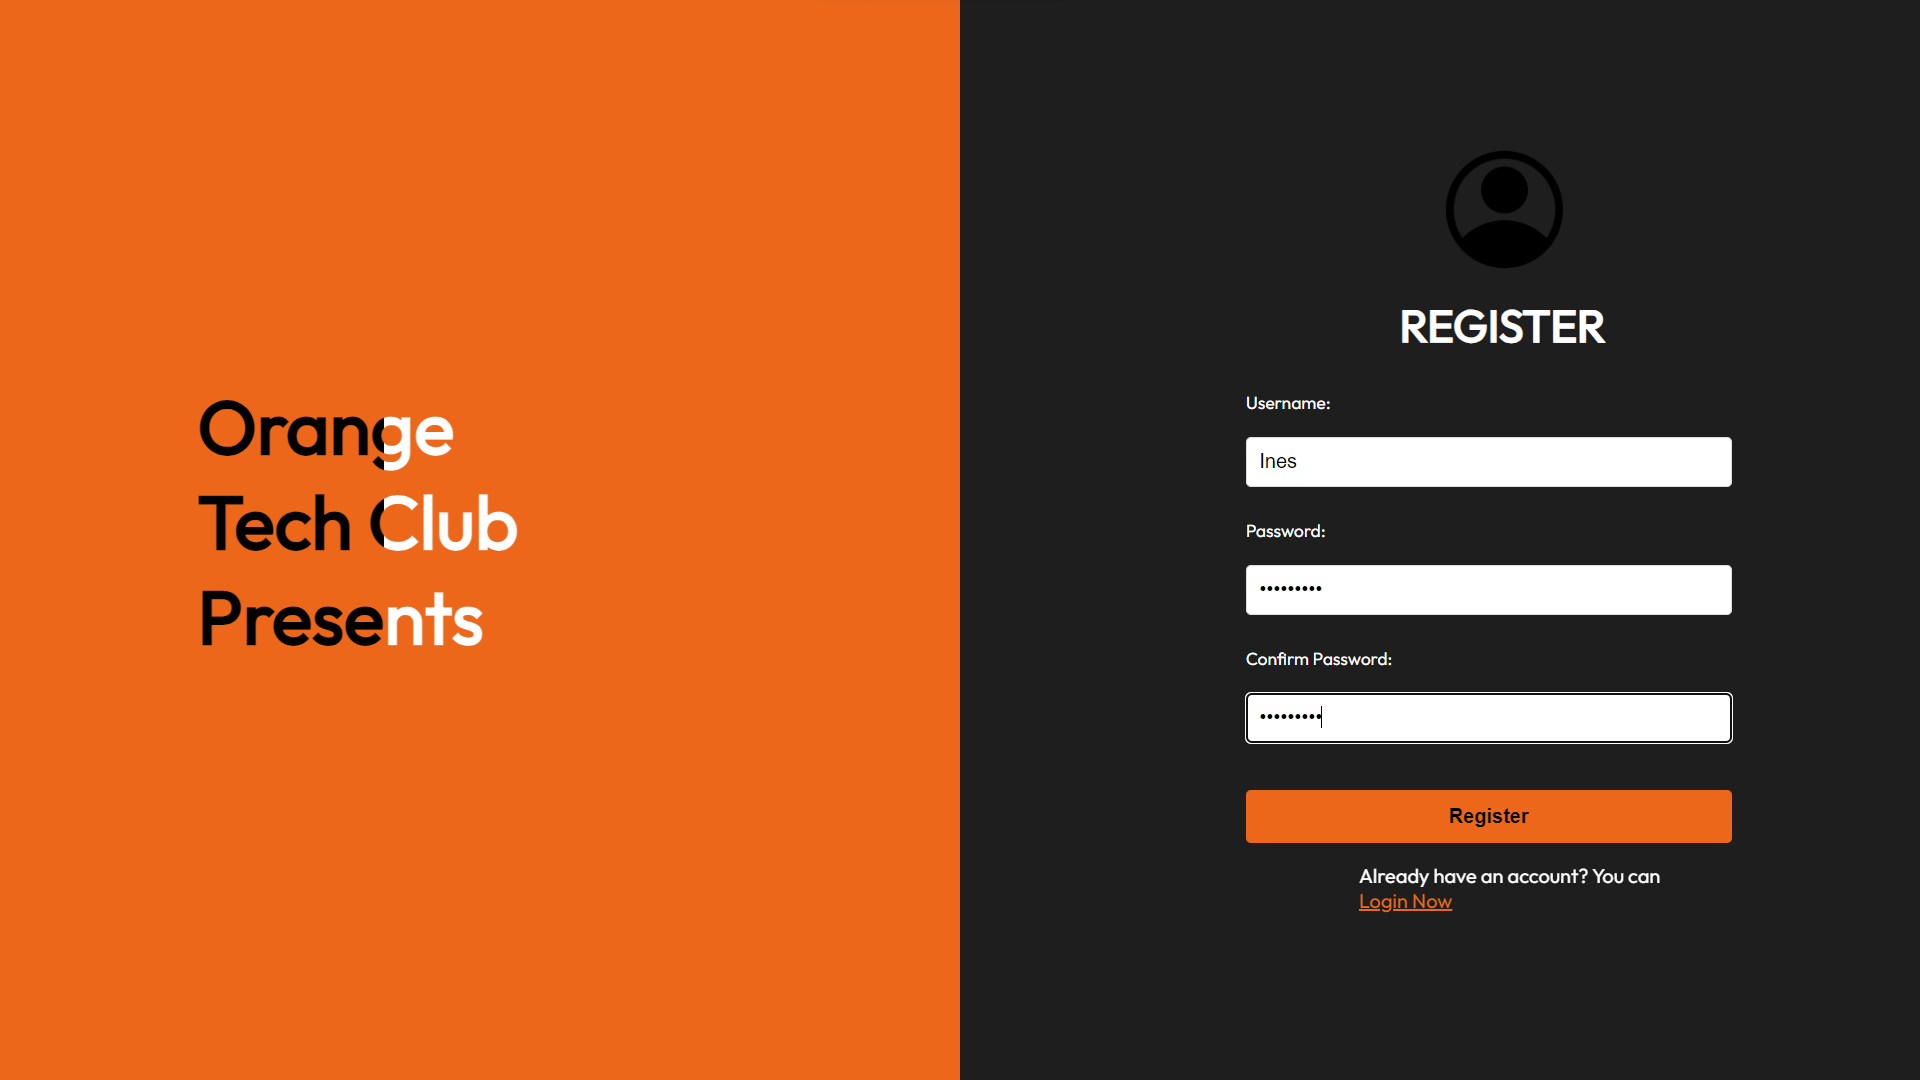 Orange
Tech Club
Presents
REGISTER
Username:
Ines
Password:
•••••••••
Confirm Password:
•••••••••
Register
Already have an account? You can
Login Now